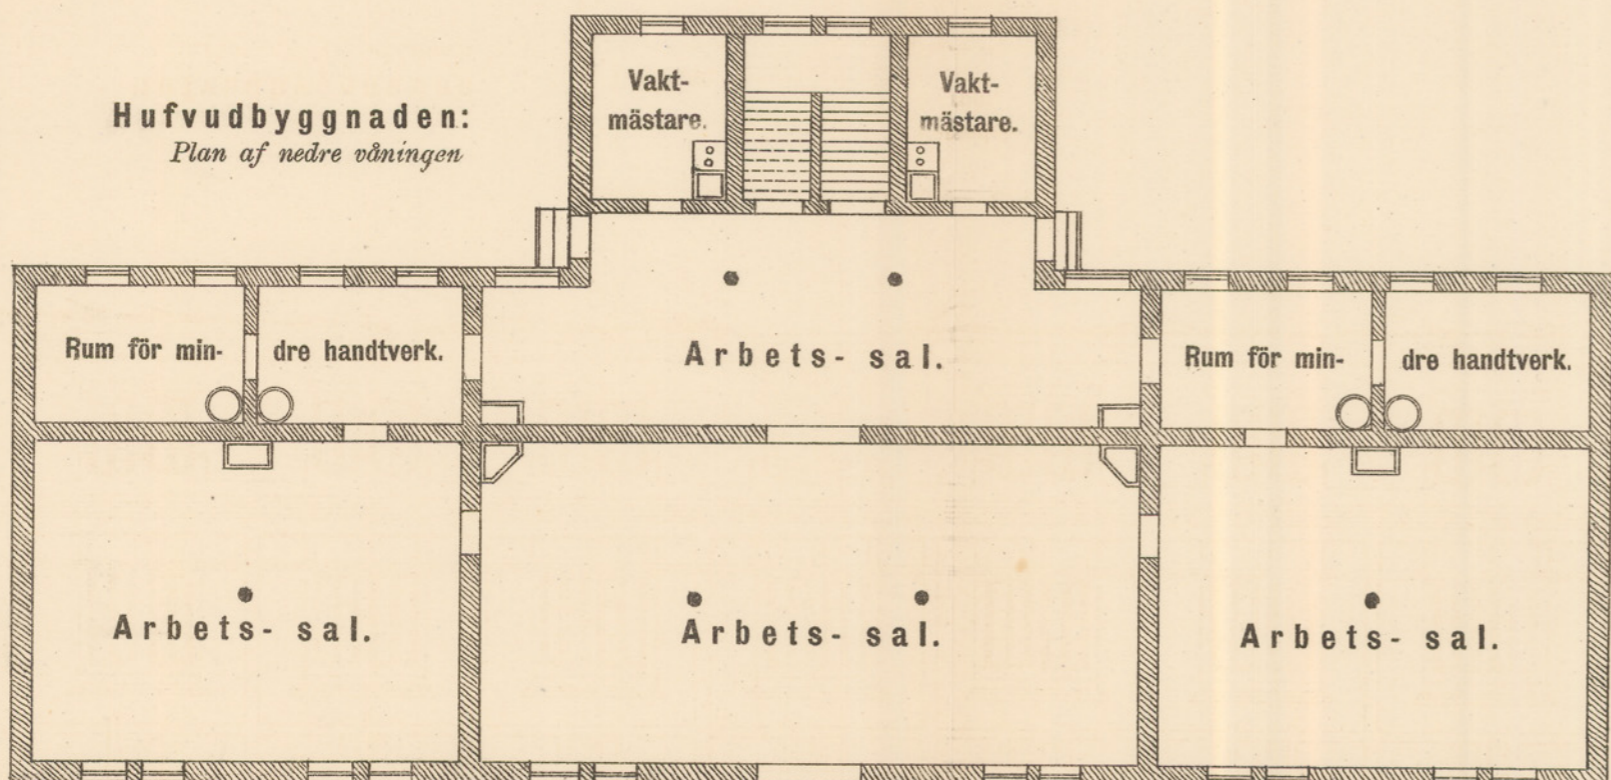 Hufvudbyggnaden:
Plan af nedre våningen
Vakt-
mästare.
Vakt-
mästare.
Rum för min-
dre handtverk.
Arbets- sal.
Rum för min-
dre handtverk.
Arbets- sal.
Arbets- sal.
Arbets- sal.